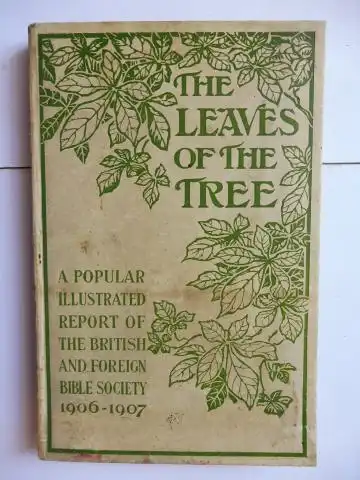 THE
LEAVES
OF THE
TREE
A POPULAR
ILLUSTRATED
REPORT OF
THE BRITISH
AND FOREIGN
BIBLE SOCIETY
1906-1907